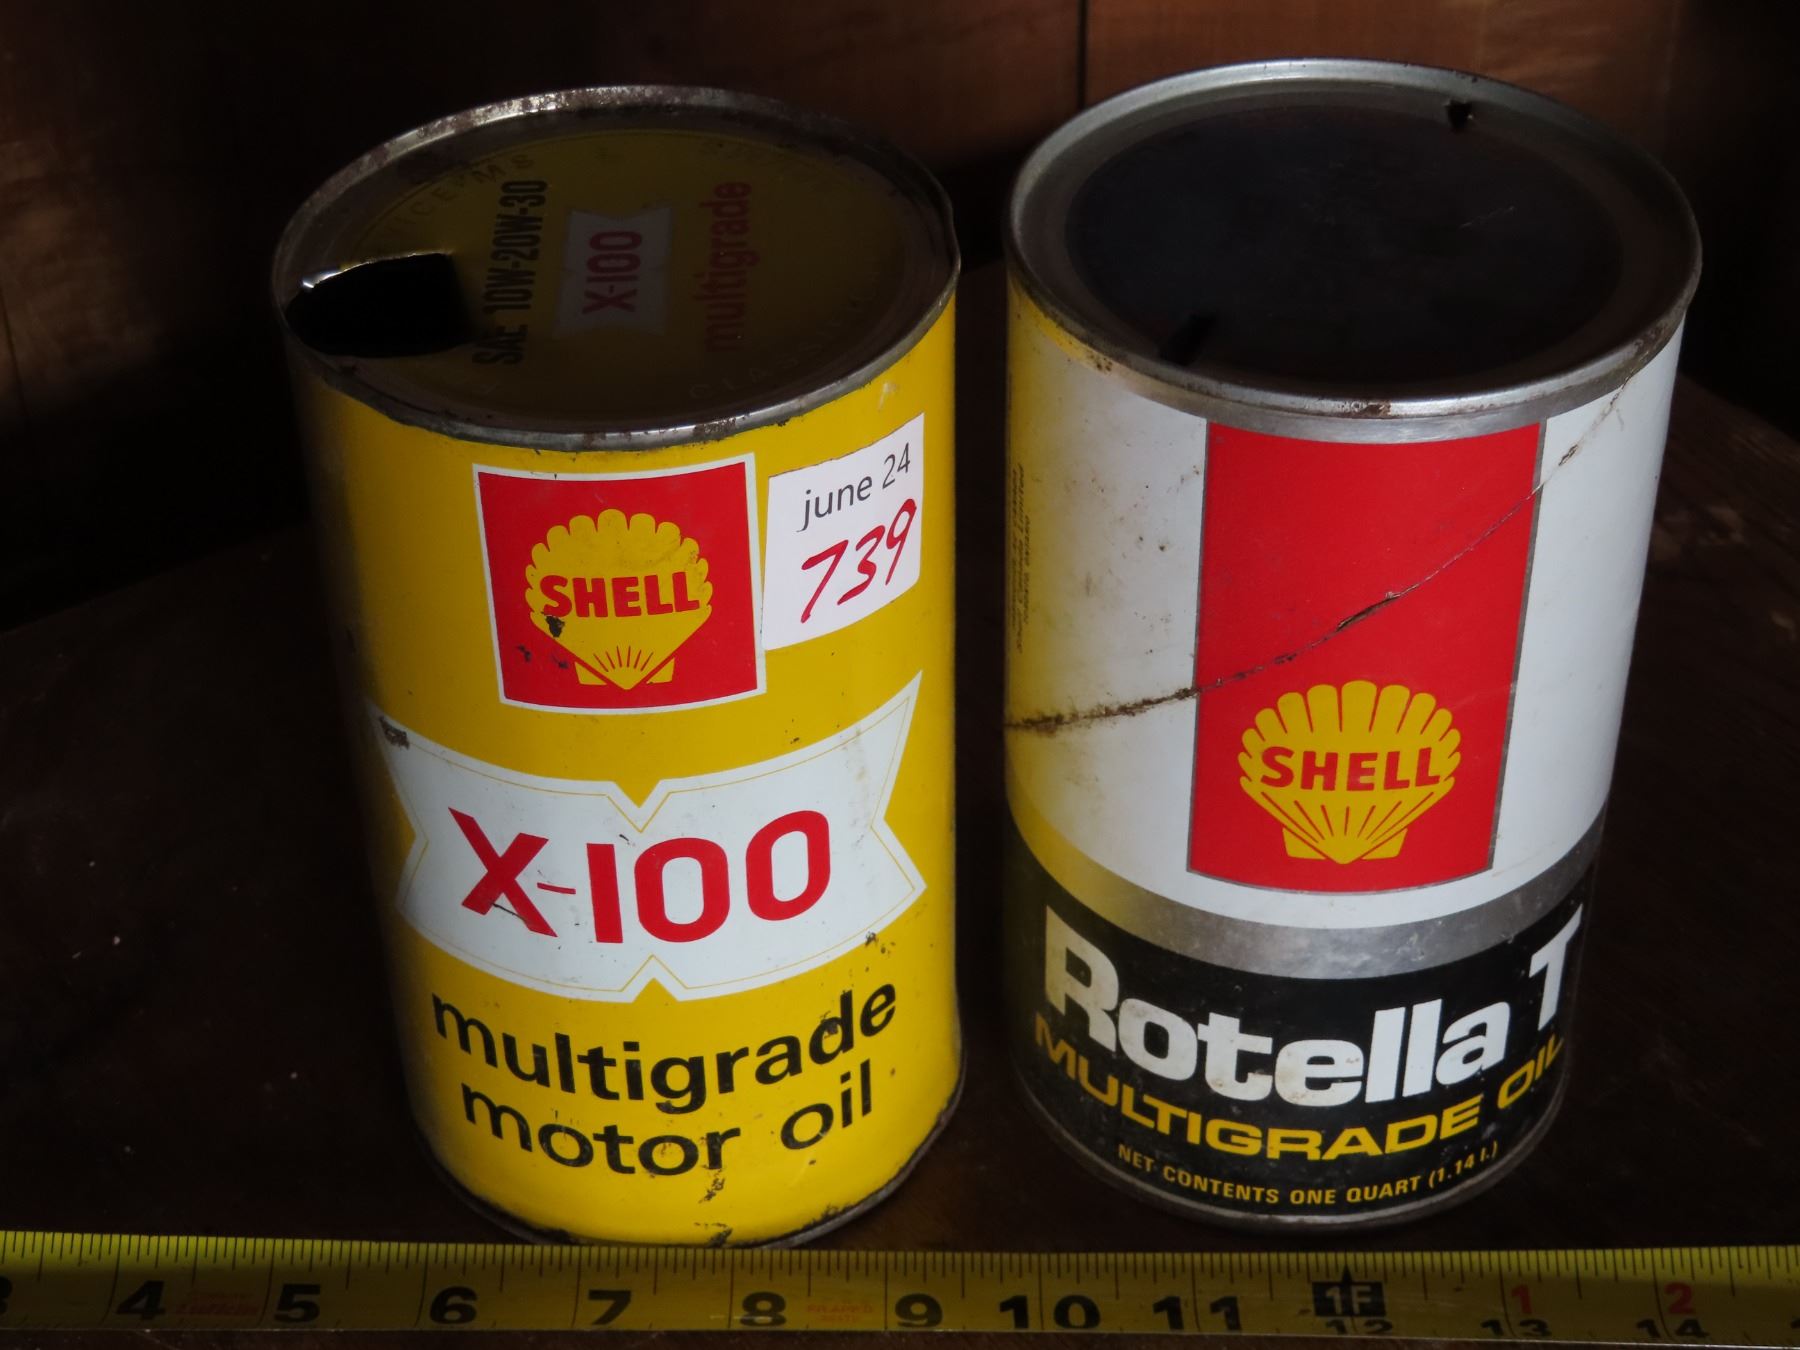 SAE 10W-20W-30
X-100
multigrade
SHELL
june 24
739
X-100
multigrade
motor oil
SHELL
Rotella T
MULTIGRADE OIL
NET CONTENTS ONE QUART (1.14 l.)
4 5 6 7 8 9 10 11 1F 12 1 13 2 14